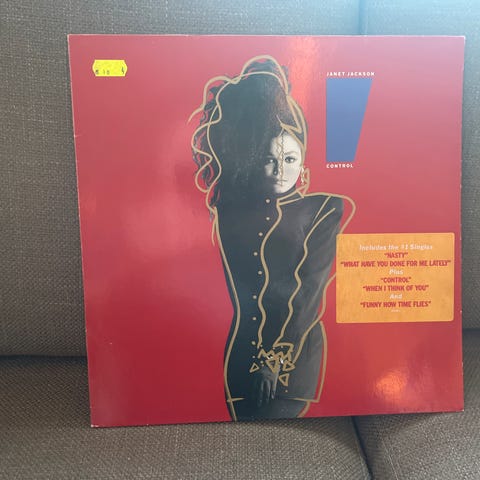 JANET JACKSON
CONTROL
Includes the #1 Singles
"NASTY"
"WHAT HAVE YOU DONE FOR ME LATELY"
Plus
"CONTROL"
"WHEN I THINK OF YOU"
And
"FUNNY HOW TIME FLIES"